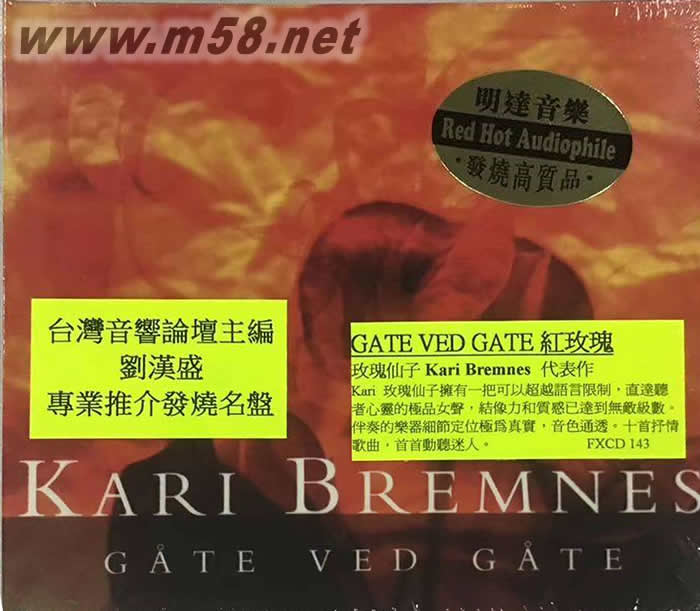 www.m58.net
明達音樂
Red Hot Audiophile
·發燒高質品·
台灣音響論壇主編
劉漢盛
專業推介發燒名盤
GATE VED GATE 紅玫瑰
玫瑰仙子 Kari Bremnes 代表作
Kari 玫瑰仙子擁有一把可以超越語言限制，直達聽
者心靈的極品女聲，結像力和質感已達到無敵級數。
伴奏的樂器細節定位極爲真實，音色通透。十首抒情
歌曲，首首動聽迷人。 FXCD 143
KARI BREMNES
GÅTE VED GÅTE